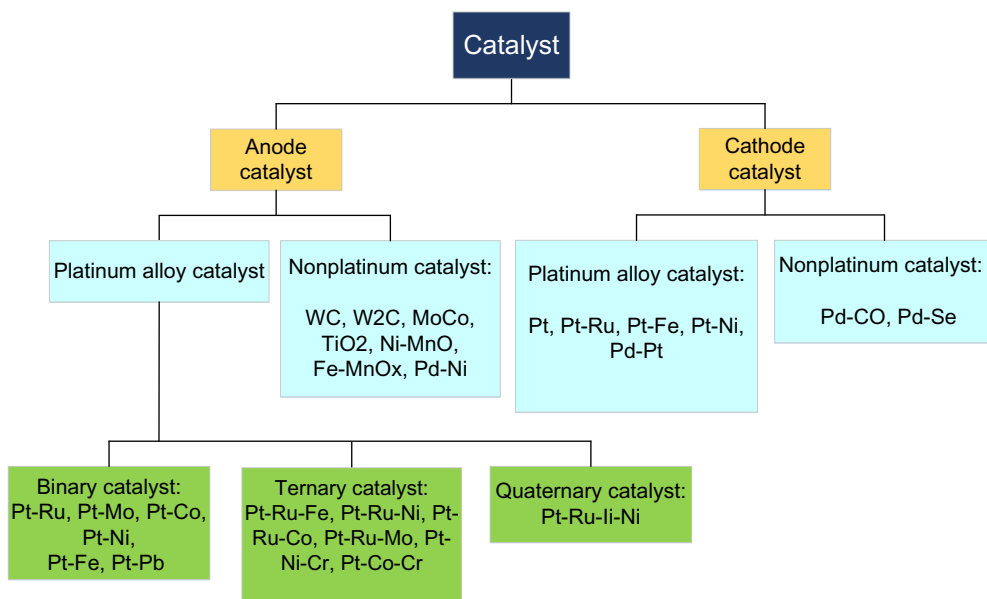 Catalyst
Anode
catalyst
Cathode
catalyst
Platinum alloy catalyst
Nonplatinum catalyst:
WC, W2C, MoCo,
TiO2, Ni-MnO,
Fe-MnOx, Pd-Ni
Platinum alloy catalyst:
Pt, Pt-Ru, Pt-Fe, Pt-Ni,
Pd-Pt
Nonplatinum catalyst:
Pd-CO, Pd-Se
Binary catalyst:
Pt-Ru, Pt-Mo, Pt-Co,
Pt-Ni,
Pt-Fe, Pt-Pb
Ternary catalyst:
Pt-Ru-Fe, Pt-Ru-Ni, Pt-
Ru-Co, Pt-Ru-Mo, Pt-
Ni-Cr, Pt-Co-Cr
Quaternary catalyst:
Pt-Ru-Ii-Ni